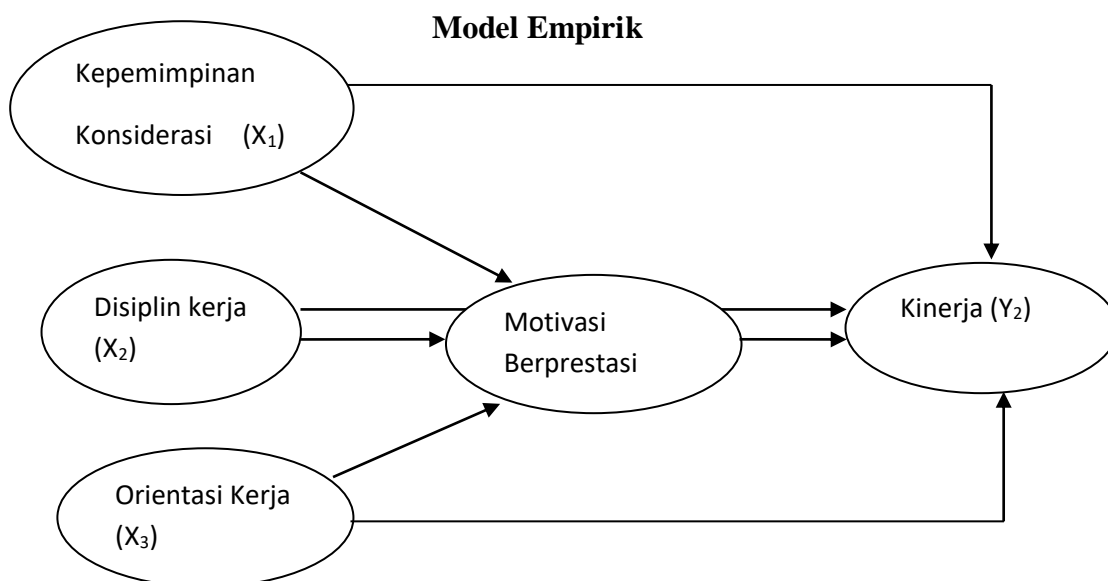 Model Empirik
Kepemimpinan
Konsiderasi (X₁)
Disiplin kerja
(X₂)
Motivasi
Berprestasi
Kinerja (Y₂)
Orientasi Kerja
(X₃)